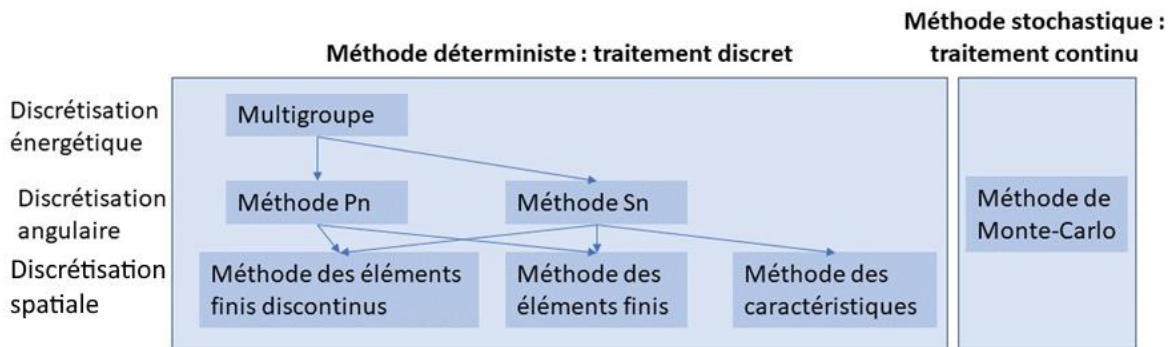 Méthode stochastique :
traitement continu
Méthode déterministe : traitement discret
Discrétisation
énergétique
Multigroupe
Discrétisation
angulaire
Méthode Pn
Méthode Sn
Méthode de
Monte-Carlo
Discrétisation
spatiale
Méthode des éléments
finis discontinus
Méthode des
éléments finis
Méthode des
caractéristiques